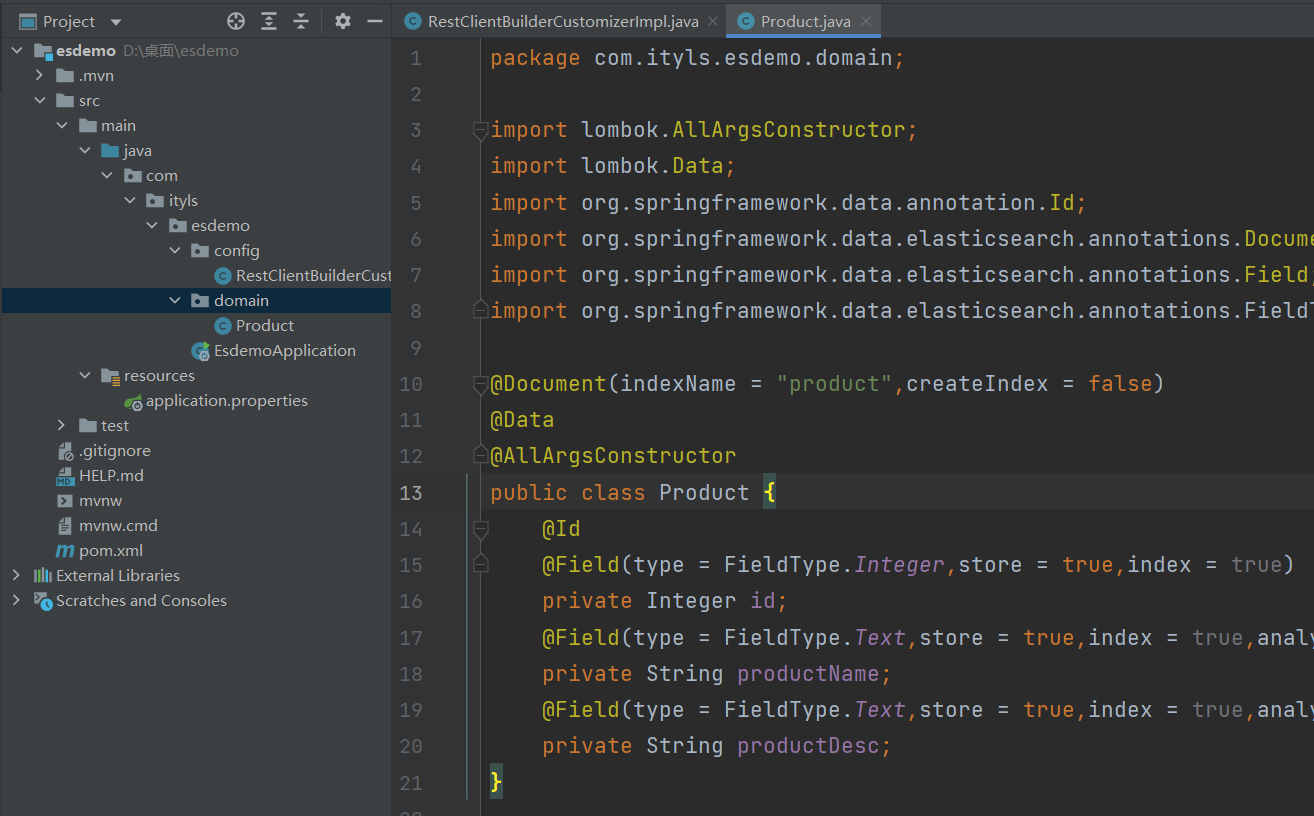 Project
esdemo D:\桌面\esdemo
.mvn
src
main
java
com
ityls
esdemo
config
RestClientBuilderCust
domain
Product
EsdemoApplication
resources
application.properties
test
.gitignore
HELP.md
mvnw
mvnw.cmd
pom.xml
External Libraries
Scratches and Consoles
RestClientBuilderCustomizerImpl.java
Product.java
1 package com.ityls.esdemo.domain;
2
3 import lombok.AllArgsConstructor;
4 import lombok.Data;
5 import org.springframework.data.annotation.Id;
6 import org.springframework.data.elasticsearch.annotations.Docume
7 import org.springframework.data.elasticsearch.annotations.Field;
8 import org.springframework.data.elasticsearch.annotations.FieldT
9
10 @Document(indexName = "product",createIndex = false)
11 @Data
12 @AllArgsConstructor
13 public class Product {
14 @Id
15 @Field(type = FieldType.Integer,store = true,index = true)
16 private Integer id;
17 @Field(type = FieldType.Text,store = true,index = true,analy
18 private String productName;
19 @Field(type = FieldType.Text,store = true,index = true,analy
20 private String productDesc;
21 }